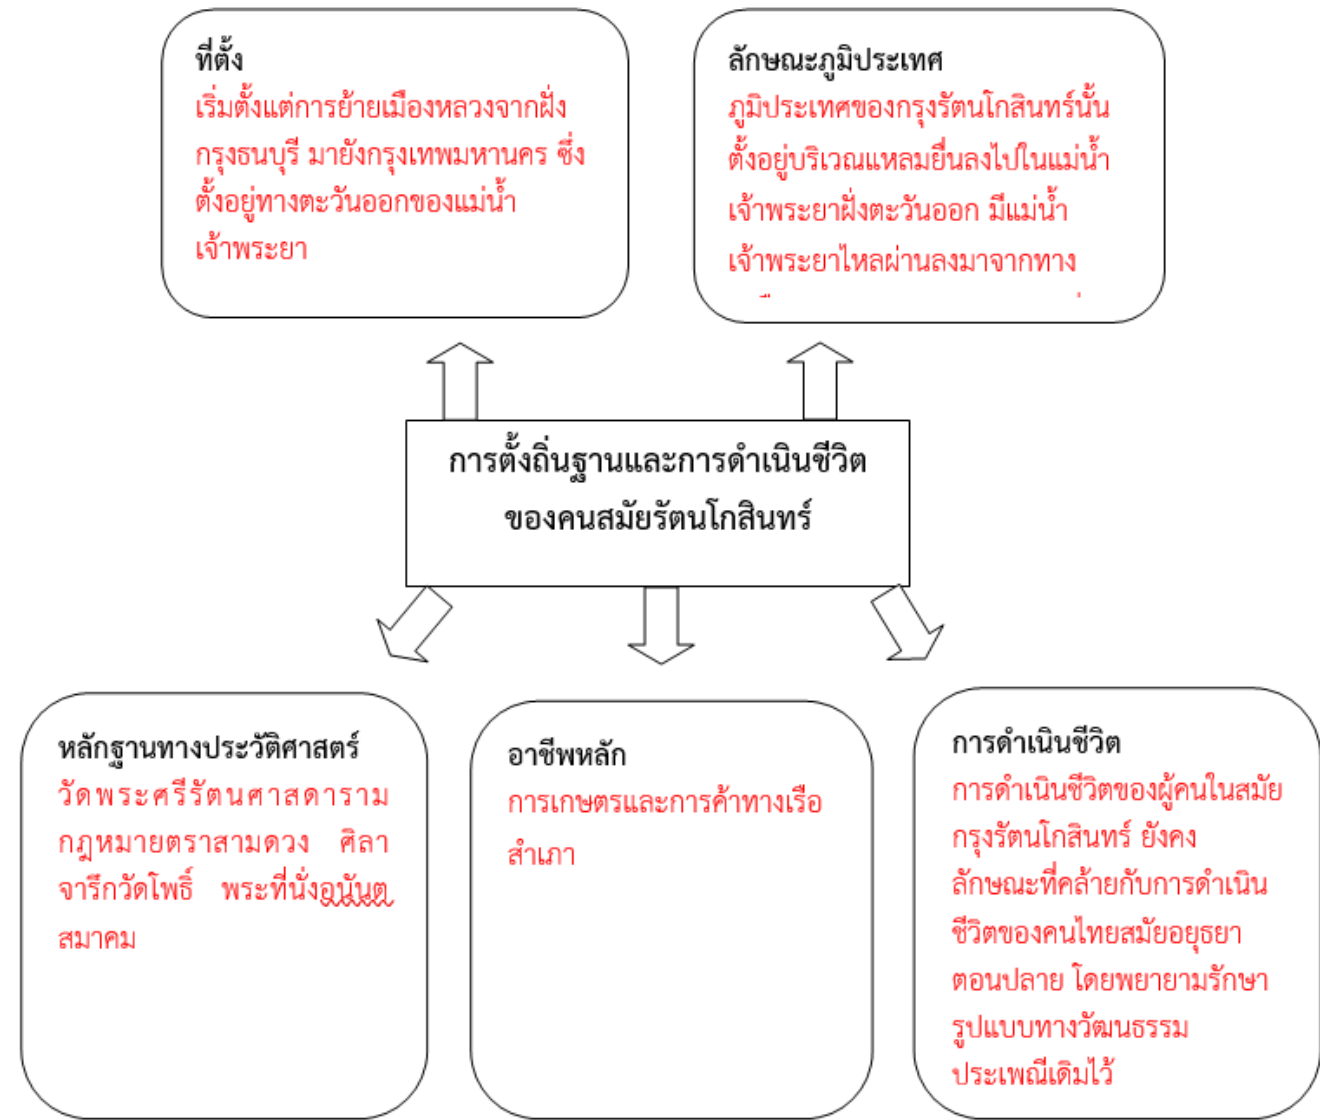 ที่ตั้ง
เริ่มตั้งแต่การย้ายเมืองหลวงจากฝั่ง
กรุงธนบุรี มายังกรุงเทพมหานคร ซึ่ง
ตั้งอยู่ทางตะวันออกของแม่น้ำ
เจ้าพระยา
ลักษณะภูมิประเทศ
ภูมิประเทศของกรุงรัตนโกสินทร์นั้น
ตั้งอยู่บริเวณแหลมยื่นลงไปในแม่น้ำ
เจ้าพระยาฝั่งตะวันออก มีแม่น้ำ
เจ้าพระยาไหลผ่านลงมาจากทาง
การตั้งถิ่นฐานและการดำเนินชีวิต
ของคนสมัยรัตนโกสินทร์
หลักฐานทางประวัติศาสตร์
วัดพระศรีรัตนศาสดาราม
กฎหมายตราสามดวง ศิลา
จารึกวัดโพธิ์ พระที่นั่งอนันต
สมาคม
อาชีพหลัก
การเกษตรและการค้าทางเรือ
สำเภา
การดำเนินชีวิต
การดำเนินชีวิตของผู้คนในสมัย
กรุงรัตนโกสินทร์ ยังคง
ลักษณะที่คล้ายกับการดำเนิน
ชีวิตของคนไทยสมัยอยุธยา
ตอนปลาย โดยพยายามรักษา
รูปแบบทางวัฒนธรรม
ประเพณีเดิมไว้